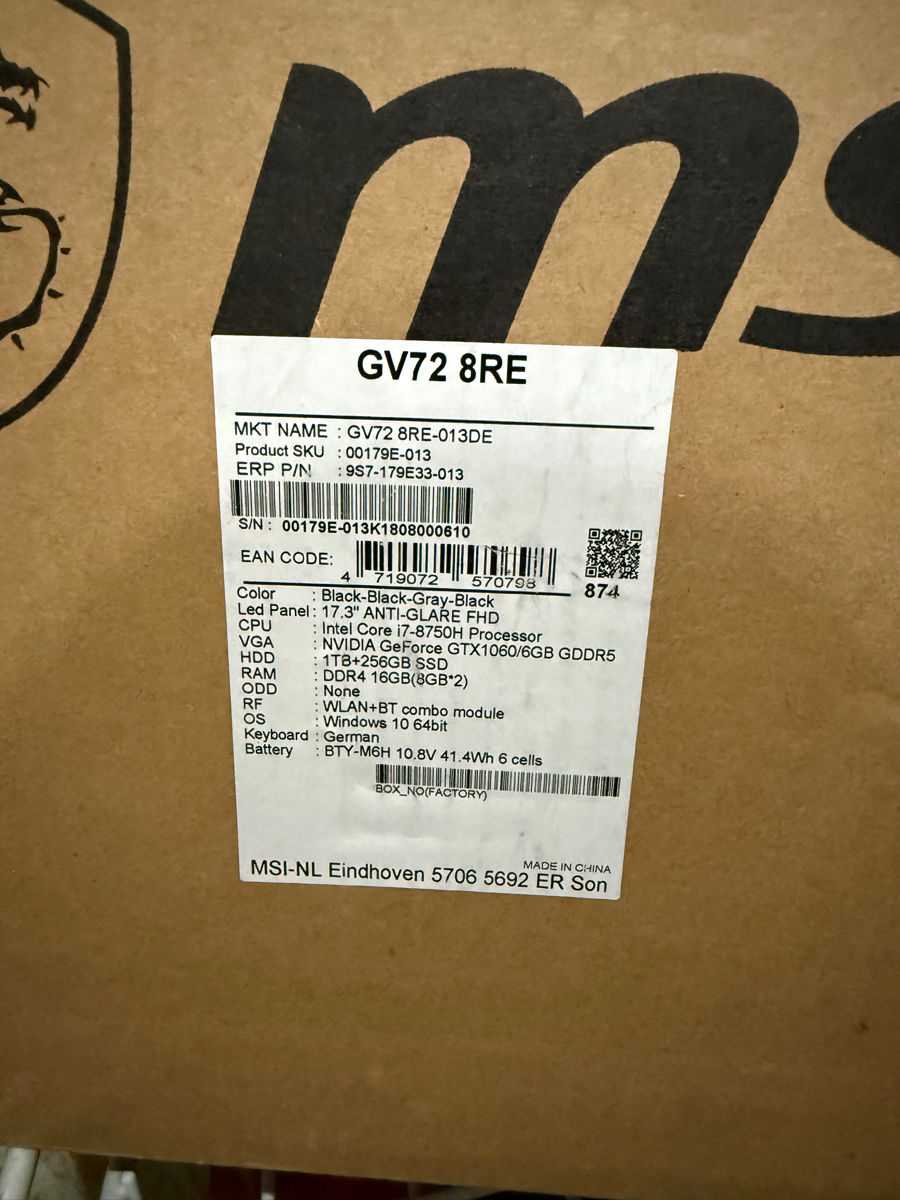 ms
GV72 8RE
MKT NAME : GV72 8RE-013DE
Product SKU : 00179E-013
ERP P/N : 9S7-179E33-013
S/N : 00179E-013K1808000610
EAN CODE:
4 719072 570798
874
Color : Black-Black-Gray-Black
Led Panel : 17.3" ANTI-GLARE FHD
CPU : Intel Core i7-8750H Processor
VGA : NVIDIA GeForce GTX1060/6GB GDDR5
HDD : 1TB+256GB SSD
RAM : DDR4 16GB(8GB*2)
ODD : None
RF : WLAN+BT combo module
OS : Windows 10 64bit
Keyboard : German
Battery : BTY-M6H 10.8V 41.4Wh 6 cells
BOX_NO(FACTORY)
MADE IN CHINA
MSI-NL Eindhoven 5706 5692 ER Son